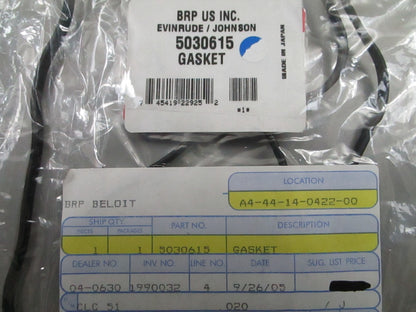 BRP US INC.
EVINRUDE / JOHNSON
5030615
GASKET
MADE IN JAPAN
7 45419 22925 2
*1*
LOCATION
BRP BELOIT
A4-44-14-0422-00
SHIP QTY.
PIECES PACKAGES PART NO. DESCRIPTION
1 1 5030615 GASKET
DEALER NO. INV. NO. LINE NO. DATE SUG. LIST PRICE
04-0630 1990032 4 9/26/05
CLC 51 .020 / J